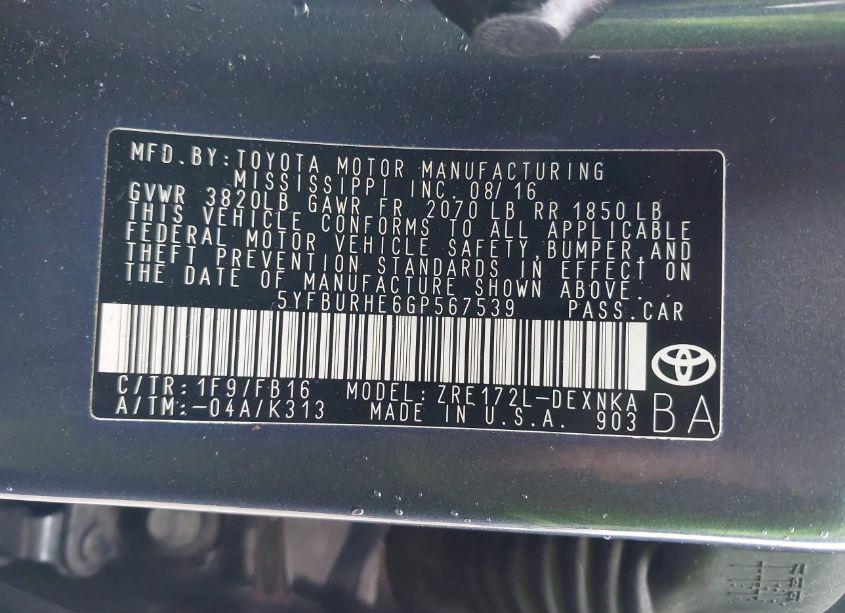 MFD.BY:TOYOTA MOTOR MANUFACTURING
MISSISSIPPI INC. 08/16
GVWR 3820LB GAWR FR 2070 LB RR 1850 LB
THIS VEHICLE CONFORMS TO ALL APPLICABLE
FEDERAL MOTOR VEHICLE SAFETY,BUMPER,AND
THEFT PREVENTION STANDARDS IN EFFECT ON
THE DATE OF MANUFACTURE SHOWN ABOVE.
5YFBURHE6GP567539 PASS.CAR
C/TR: 1F9/FB16 MODEL: ZRE172L-DEXNKA
A/TM:-04A/K313 MADE IN U.S.A. 903
BA